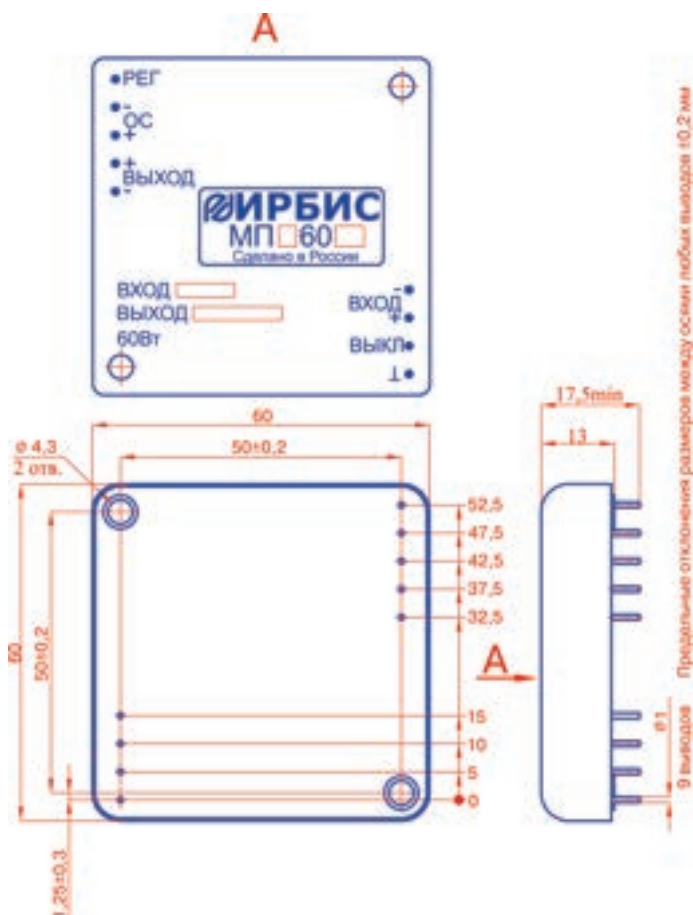 А
РЕГ
-
ОС
+
+
ВЫХОД
-
ИРБИС
МП 60
Сделано в России
ВХОД
ВЫХОД
60Вт
-
ВХОД
+
ВЫКЛ
⊥
60
50±0,2
ø 4,3
2 отв.
60
50±0,2
1,25±0,3
52,5
47,5
42,5
37,5
32,5
15
10
5
0
А
17,5min
13
ø1
9 выводов
Предельные отклонения размеров между осями любых выводов ±0,2 мм